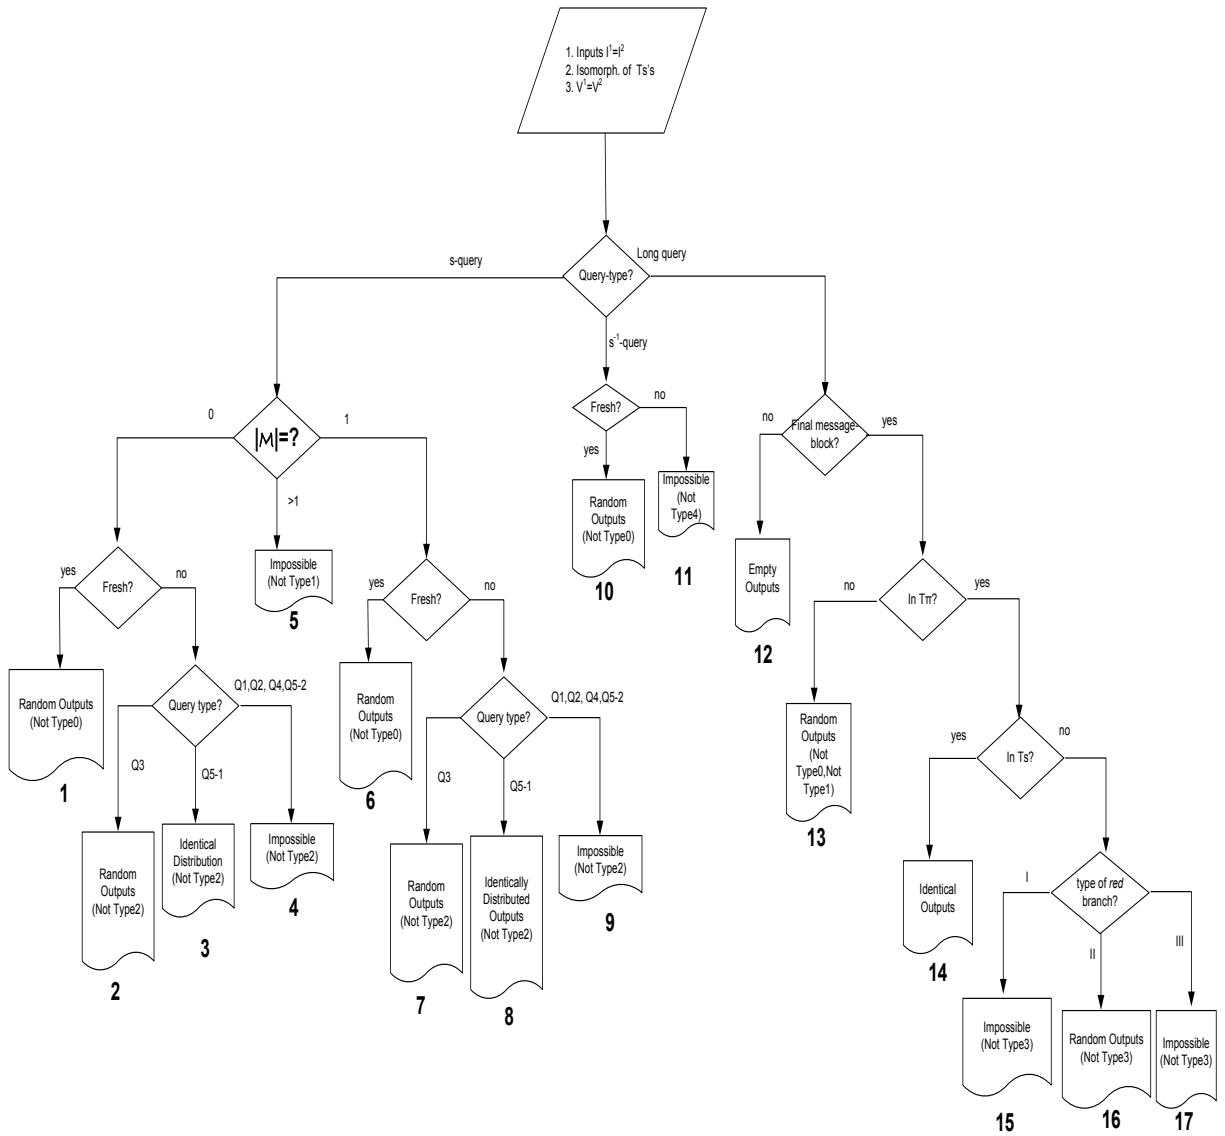 1. Inputs I¹=I²
2. Isomorph. of Ts's
3. V¹=V²
Query-type?
s-query
Long query
s⁻¹-query
|M|=?
0
1
>1
Fresh?
yes
no
Final message-
block?
no
yes
Impossible
(Not Type1)
5
Random
Outputs
(Not Type0)
10
Impossible
(Not
Type4)
11
Fresh?
yes
no
Fresh?
yes
no
Empty
Outputs
12
In Tπ?
no
yes
Random Outputs
(Not Type0)
1
Query type?
Q1,Q2, Q4,Q5-2
Q3
Q5-1
Random
Outputs
(Not Type0)
6
Query type?
Q1,Q2, Q4,Q5-2
Q3
Q5-1
Random
Outputs
(Not
Type0,Not
Type1)
13
In Ts?
yes
no
Random
Outputs
(Not Type2)
2
Identical
Distribution
(Not Type2)
3
Impossible
(Not Type2)
4
Random
Outputs
(Not Type2)
7
Identically
Distributed
Outputs
(Not Type2)
8
Impossible
(Not Type2)
9
Identical
Outputs
14
type of red
branch?
I
II
III
Impossible
(Not Type3)
15
Random Outputs
(Not Type3)
16
Impossible
(Not Type3)
17